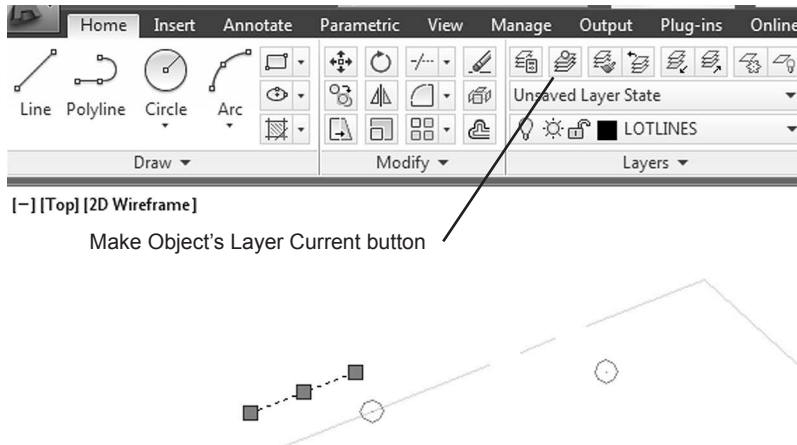 Home Insert Annotate Parametric View Manage Output Plug-ins Online
Line Polyline Circle Arc
Unsaved Layer State
LOTLINES
Draw Modify Layers
[−] [Top] [2D Wireframe]
Make Object’s Layer Current button